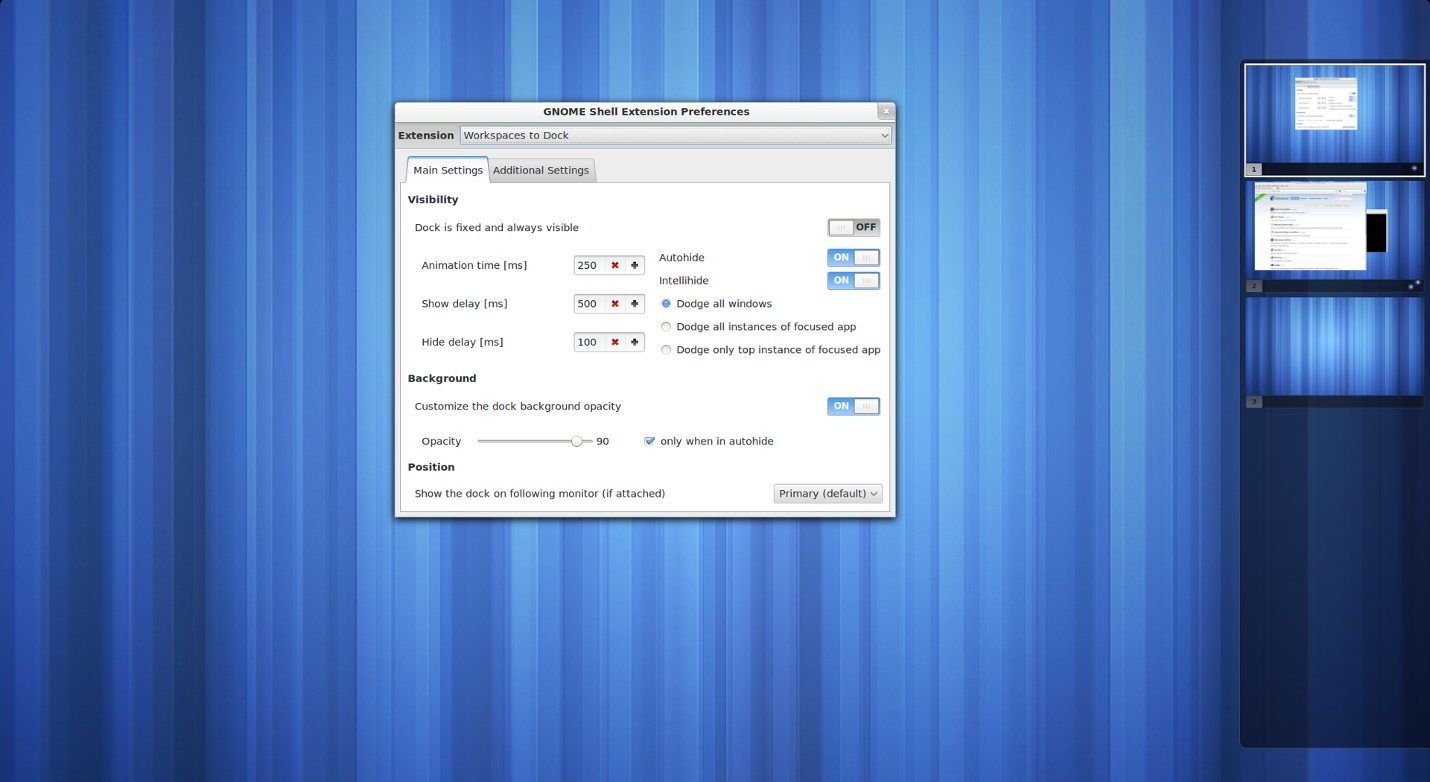 GNOME Shell Extension Preferences
Extension Workspaces to Dock
Main Settings Additional Settings
Visibility
Dock is fixed and always visible OFF
Animation time [ms] 250
Autohide ON
Intellihide ON
Show delay [ms] 500
Dodge all windows
Dodge all instances of focused app
Hide delay [ms] 100
Dodge only top instance of focused app
Background
Customize the dock background opacity ON
Opacity 90 only when in autohide
Position
Show the dock on following monitor (if attached) Primary (default)
1
2
3